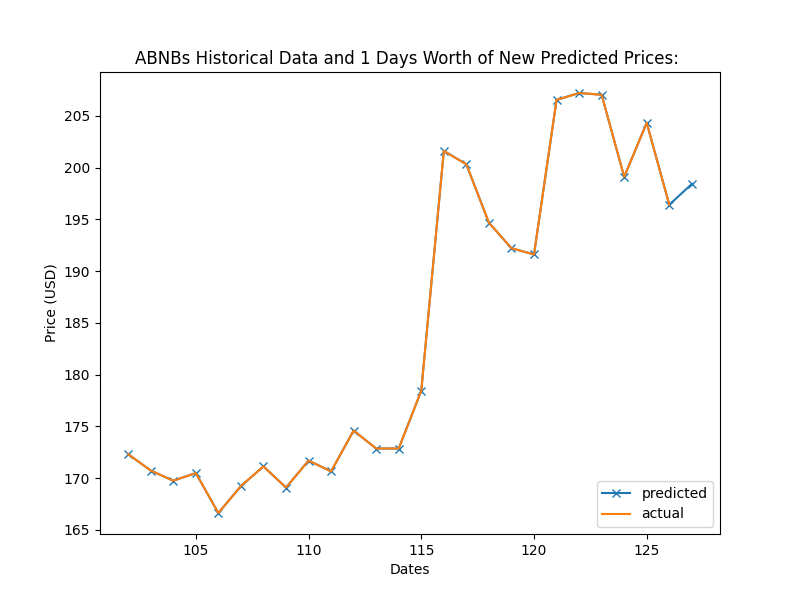 ABNBs Historical Data and 1 Days Worth of New Predicted Prices:
205
200
195
190
185
180
175
170
165
Price (USD)
105 110 115 120 125
Dates
predicted
actual